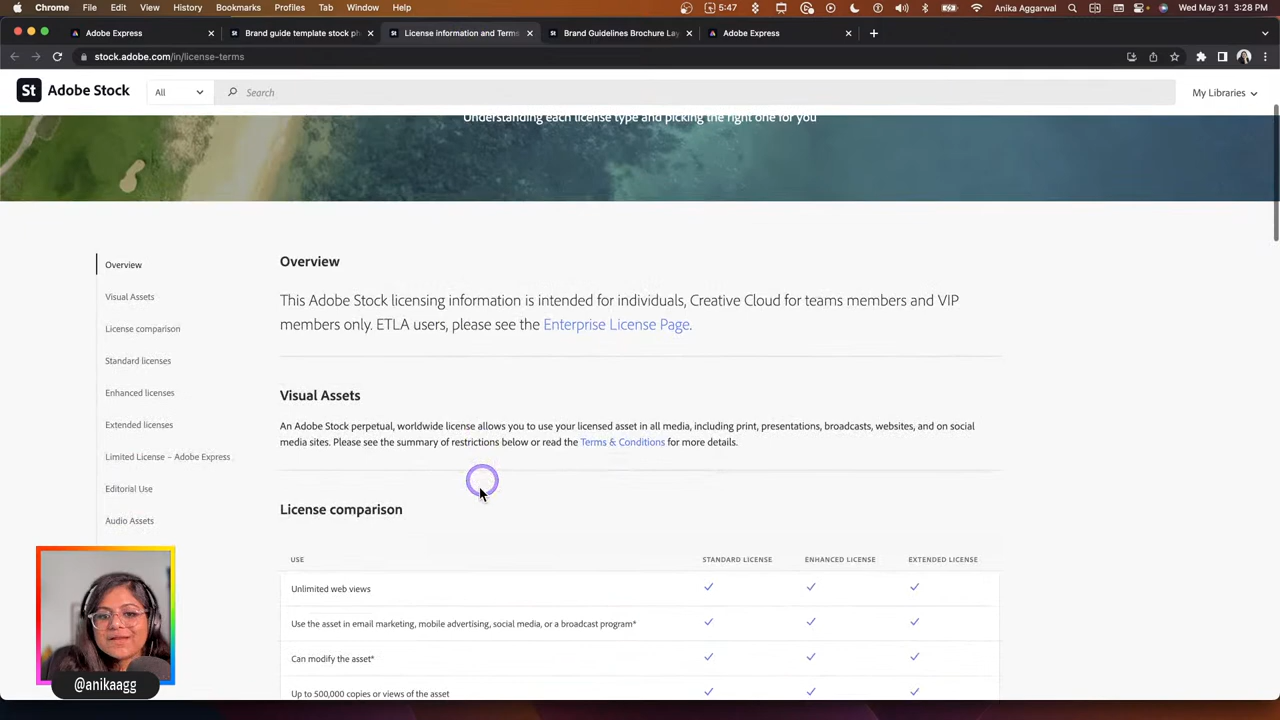 Chrome File Edit View History Bookmarks Profiles Tab Window Help 5:47 Anika Aggarwal Wed May 31 3:28 PM
Adobe Express Brand guide template stock ph License information and Terms Brand Guidelines Brochure Lay Adobe Express
stock.adobe.com/in/license-terms
St Adobe Stock All Search My Libraries
Understanding each license type and picking the right one for you
Overview
Visual Assets
License comparison
Standard licenses
Enhanced licenses
Extended licenses
Limited License – Adobe Express
Editorial Use
Audio Assets
Overview
This Adobe Stock licensing information is intended for individuals, Creative Cloud for teams members and VIP
members only. ETLA users, please see the Enterprise License Page.
Visual Assets
An Adobe Stock perpetual, worldwide license allows you to use your licensed asset in all media, including print, presentations, broadcasts, websites, and on social
media sites. Please see the summary of restrictions below or read the Terms & Conditions for more details.
License comparison
USE STANDARD LICENSE ENHANCED LICENSE EXTENDED LICENSE
Unlimited web views
Use the asset in email marketing, mobile advertising, social media, or a broadcast program*
Can modify the asset*
Up to 500,000 copies or views of the asset
@anikaagg